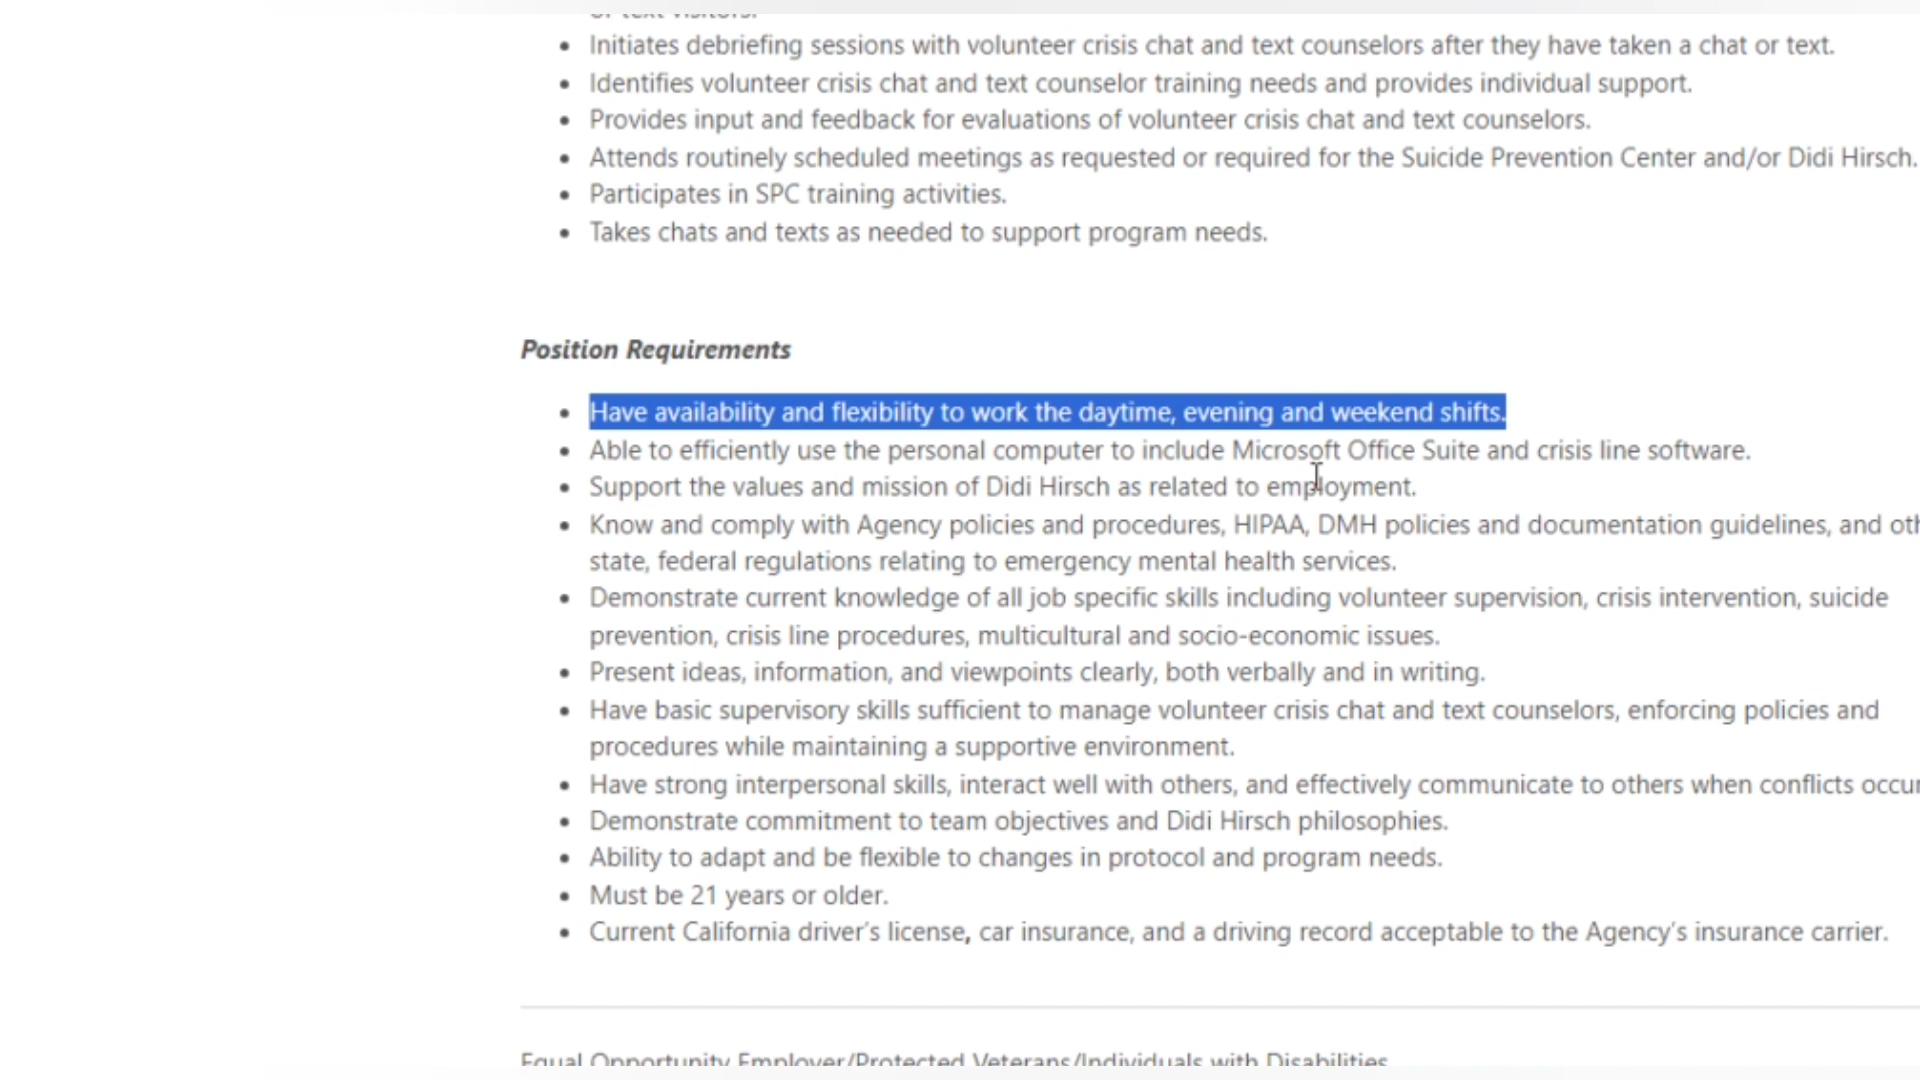 or text visitors.
Initiates debriefing sessions with volunteer crisis chat and text counselors after they have taken a chat or text.
Identifies volunteer crisis chat and text counselor training needs and provides individual support.
Provides input and feedback for evaluations of volunteer crisis chat and text counselors.
Attends routinely scheduled meetings as requested or required for the Suicide Prevention Center and/or Didi Hirsch.
Participates in SPC training activities.
Takes chats and texts as needed to support program needs.
Position Requirements
Have availability and flexibility to work the daytime, evening and weekend shifts.
Able to efficiently use the personal computer to include Microsoft Office Suite and crisis line software.
Support the values and mission of Didi Hirsch as related to employment.
Know and comply with Agency policies and procedures, HIPAA, DMH policies and documentation guidelines, and oth
state, federal regulations relating to emergency mental health services.
Demonstrate current knowledge of all job specific skills including volunteer supervision, crisis intervention, suicide
prevention, crisis line procedures, multicultural and socio-economic issues.
Present ideas, information, and viewpoints clearly, both verbally and in writing.
Have basic supervisory skills sufficient to manage volunteer crisis chat and text counselors, enforcing policies and
procedures while maintaining a supportive environment.
Have strong interpersonal skills, interact well with others, and effectively communicate to others when conflicts occur
Demonstrate commitment to team objectives and Didi Hirsch philosophies.
Ability to adapt and be flexible to changes in protocol and program needs.
Must be 21 years or older.
Current California driver's license, car insurance, and a driving record acceptable to the Agency's insurance carrier.
Equal Opportunity Employer/Protected Veterans/Individuals with Disabilities